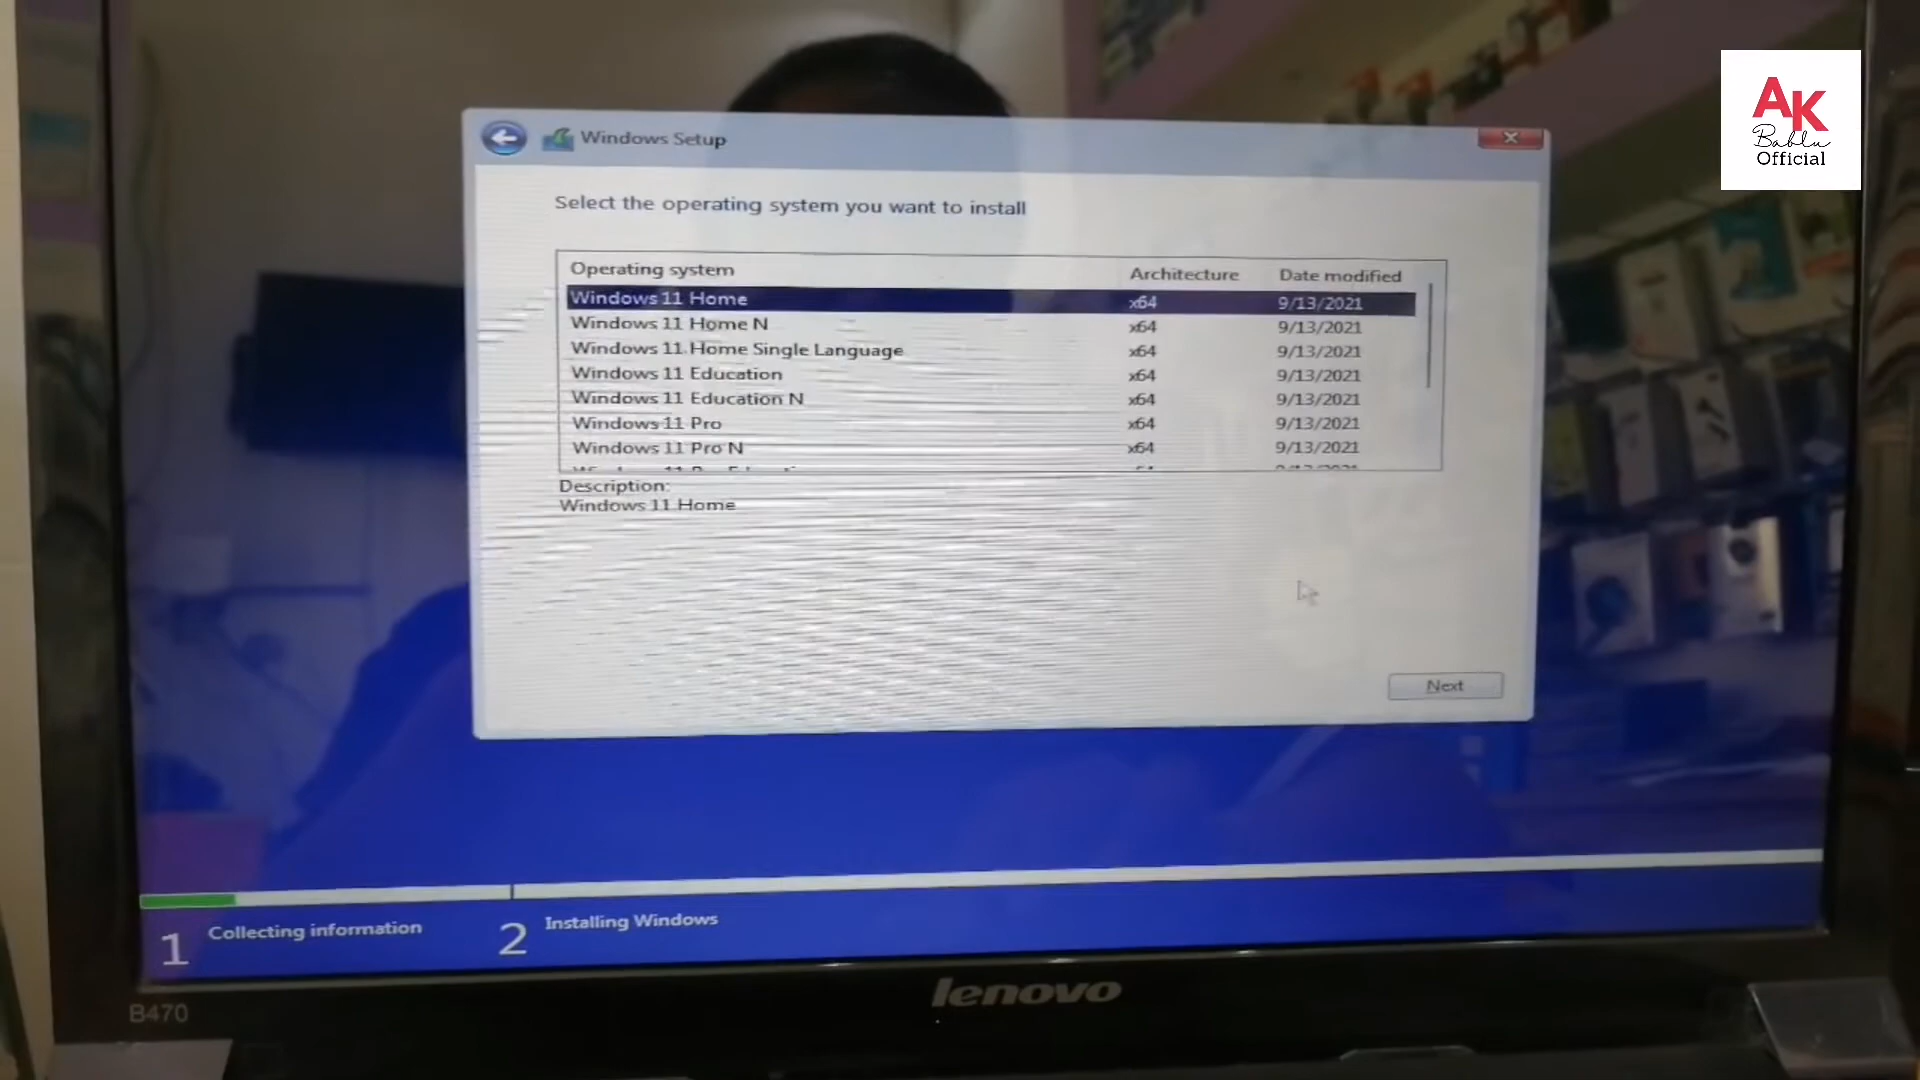 AK
Bablu
Official
Windows Setup
Select the operating system you want to install
Operating system Architecture Date modified
Windows 11 Home x64 9/13/2021
Windows 11 Home N x64 9/13/2021
Windows 11 Home Single Language x64 9/13/2021
Windows 11 Education x64 9/13/2021
Windows 11 Education N x64 9/13/2021
Windows 11 Pro x64 9/13/2021
Windows 11 Pro N x64 9/13/2021
Description:
Windows 11 Home
Next
1 Collecting information 2 Installing Windows
lenovo
B470